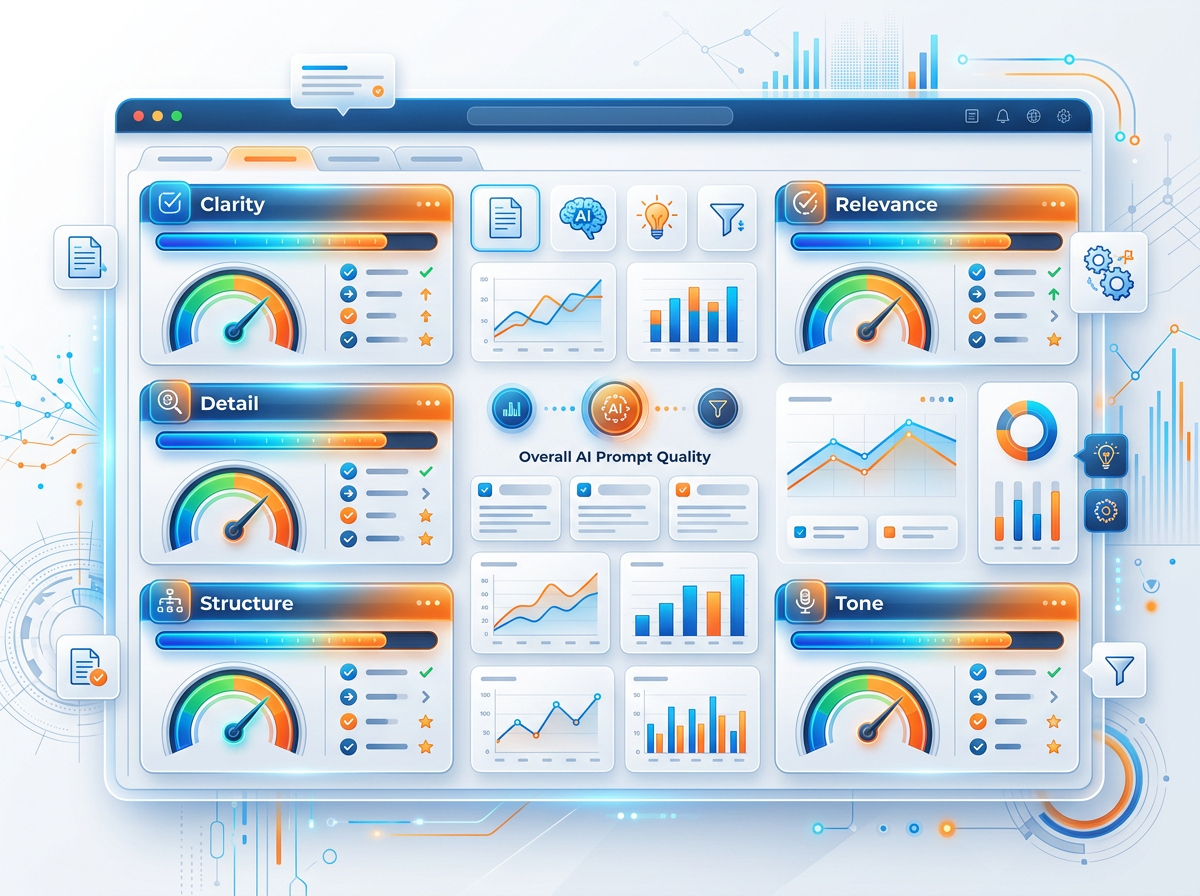 Clarity
AI
Relevance
Detail
AI
Overall AI Prompt Quality
Structure
Tone